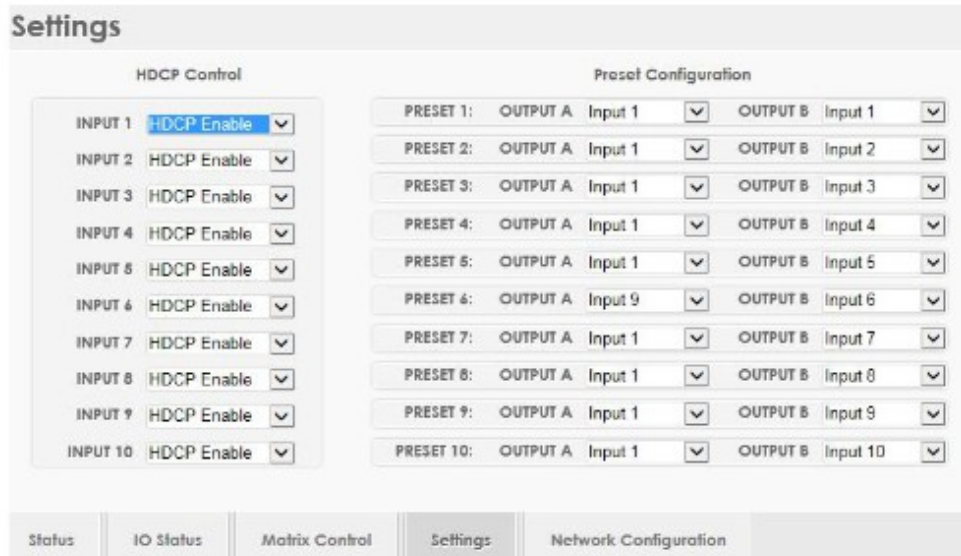 Settings
HDCP Control
INPUT 1 HDCP Enable
INPUT 2 HDCP Enable
INPUT 3 HDCP Enable
INPUT 4 HDCP Enable
INPUT 5 HDCP Enable
INPUT 6 HDCP Enable
INPUT 7 HDCP Enable
INPUT 8 HDCP Enable
INPUT 9 HDCP Enable
INPUT 10 HDCP Enable
Preset Configuration
PRESET 1: OUTPUT A Input 1 OUTPUT B Input 1
PRESET 2: OUTPUT A Input 1 OUTPUT B Input 2
PRESET 3: OUTPUT A Input 1 OUTPUT B Input 3
PRESET 4: OUTPUT A Input 1 OUTPUT B Input 4
PRESET 5: OUTPUT A Input 1 OUTPUT B Input 5
PRESET 6: OUTPUT A Input 9 OUTPUT B Input 6
PRESET 7: OUTPUT A Input 1 OUTPUT B Input 7
PRESET 8: OUTPUT A Input 1 OUTPUT B Input 8
PRESET 9: OUTPUT A Input 1 OUTPUT B Input 9
PRESET 10: OUTPUT A Input 1 OUTPUT B Input 10
Status IO Status Matrix Control Settings Network Configuration